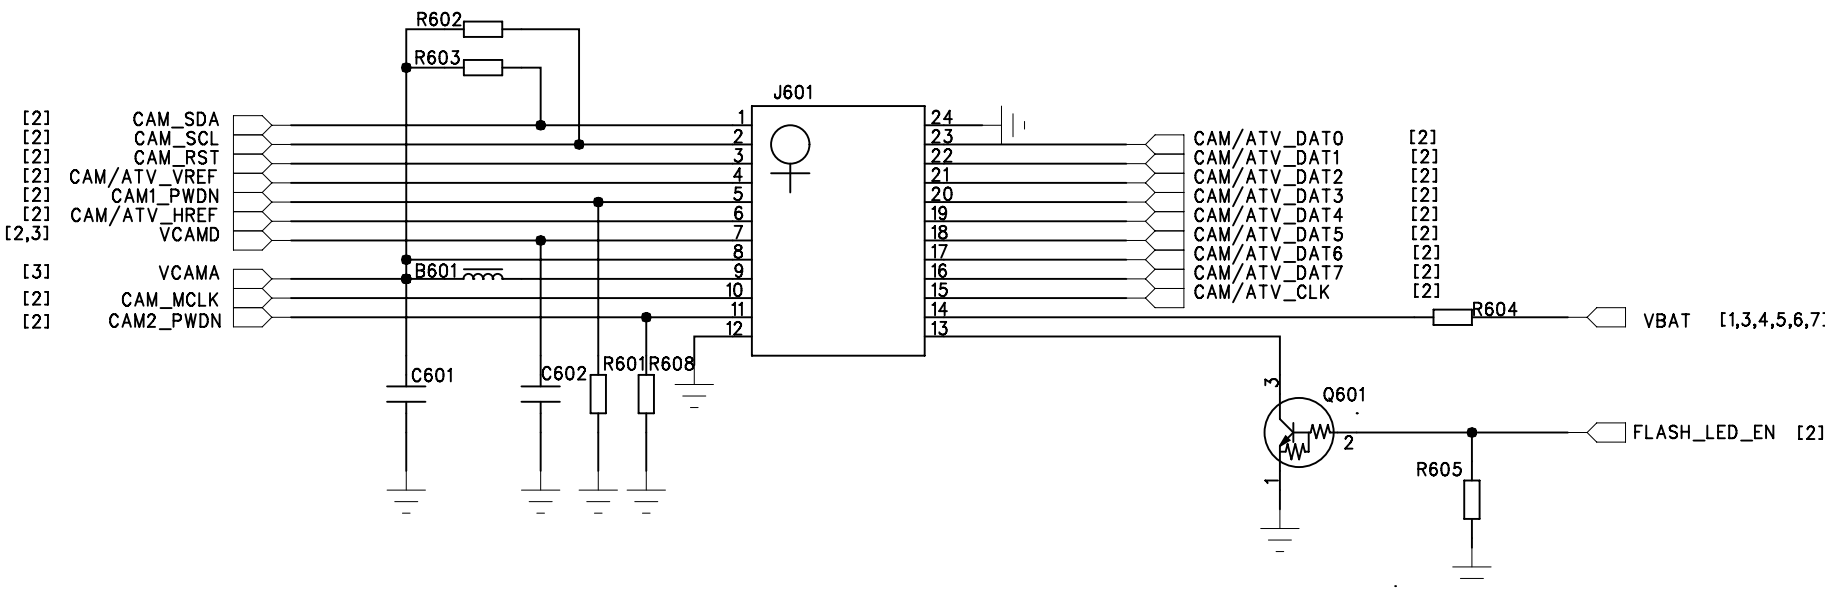 R602
R603
J601
[2] CAM_SDA 1 24
[2] CAM_SCL 2 23 CAM/ATV_DAT0 [2]
[2] CAM_RST 3 22 CAM/ATV_DAT1 [2]
[2] CAM/ATV_VREF 4 21 CAM/ATV_DAT2 [2]
[2] CAM1_PWDN 5 20 CAM/ATV_DAT3 [2]
[2] CAM/ATV_HREF 6 19 CAM/ATV_DAT4 [2]
[2,3] VCAMD 7 18 CAM/ATV_DAT5 [2]
8 17 CAM/ATV_DAT6 [2]
[3] VCAMA B601 9 16 CAM/ATV_DAT7 [2]
[2] CAM_MCLK 10 15 CAM/ATV_CLK [2]
[2] CAM2_PWDN 11 14 R604 VBAT [1,3,4,5,6,7]
12 13
C601 C602 R601 R608
3 Q601
2 FLASH_LED_EN [2]
1 R605